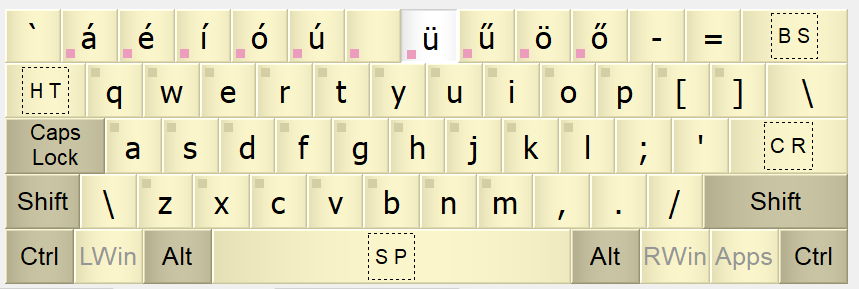 ` á é í ó ú ü ű ö ő - = BS
HT q w e r t y u i o p [ ] \
Caps Lock a s d f g h j k l ; ' CR
Shift \ z x c v b n m , . / Shift
Ctrl LWin Alt SP Alt RWin Apps Ctrl